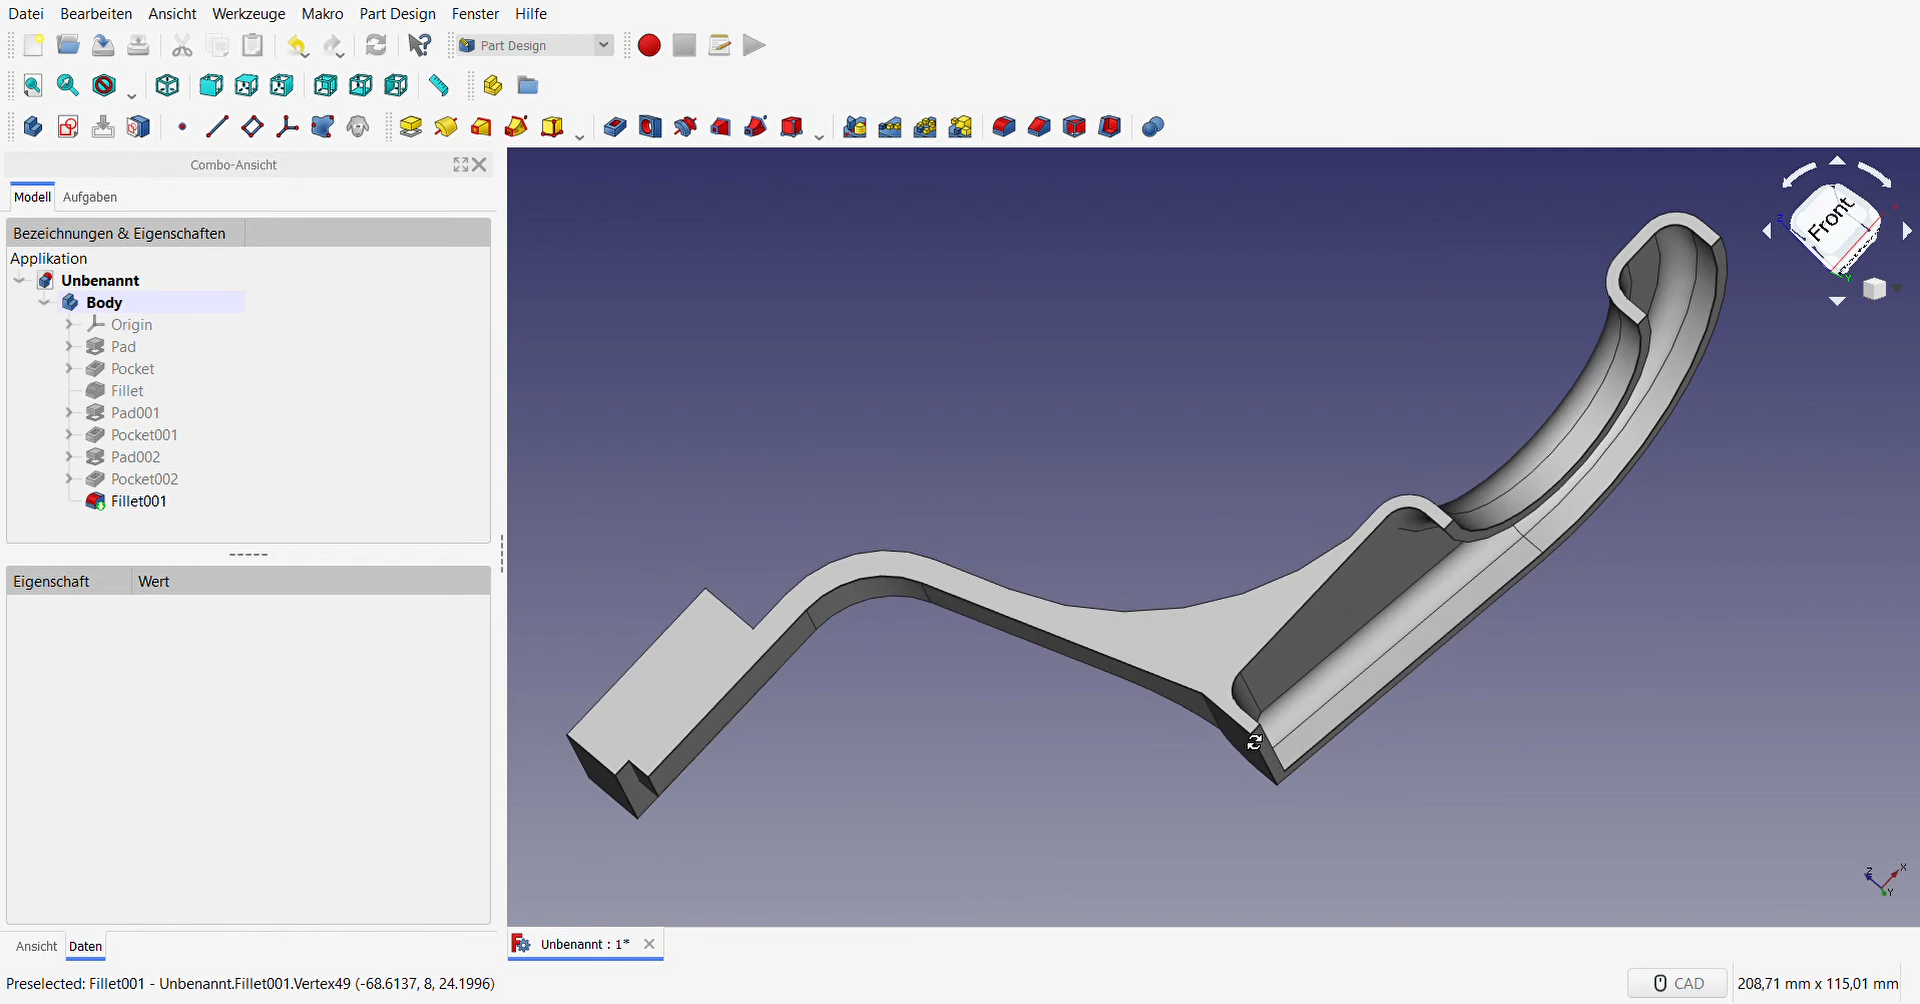 Datei Bearbeiten Ansicht Werkzeuge Makro Part Design Fenster Hilfe
Part Design
Combo-Ansicht
Modell Aufgaben
Bezeichnungen & Eigenschaften
Applikation
Unbenannt
Body
Origin
Pad
Pocket
Fillet
Pad001
Pocket001
Pad002
Pocket002
Fillet001
Eigenschaft Wert
Ansicht Daten
Front
Z
X
Y
Unbenannt : 1*
Preselected: Fillet001 - Unbenannt.Fillet001.Vertex49 (-68.6137, 8, 24.1996)
CAD
208,71 mm x 115,01 mm